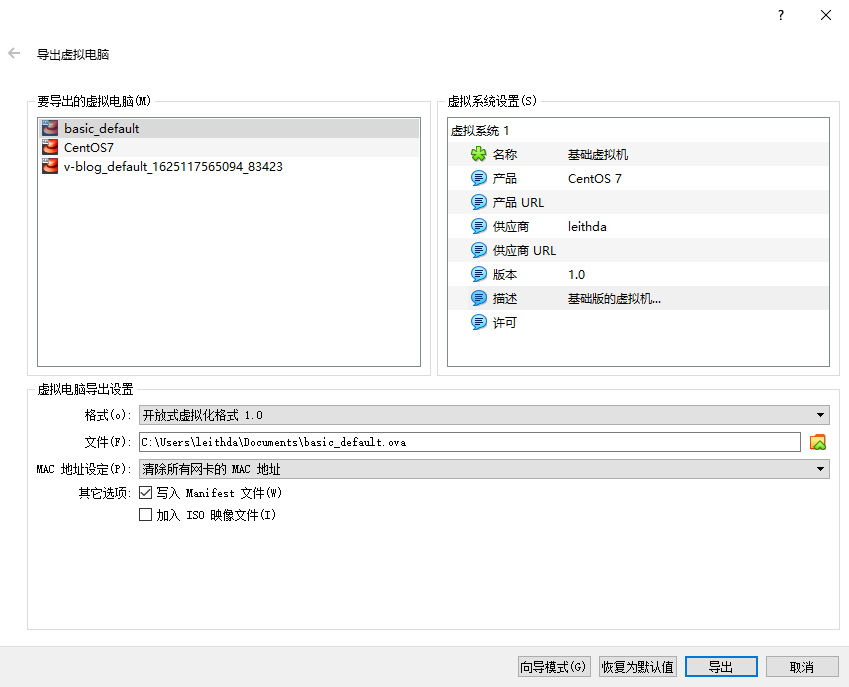 导出虚拟电脑
要导出的虚拟电脑(M)
basic_default
CentOS7
v-blog_default_1625117565094_83423
虚拟系统设置(S)
虚拟系统 1
名称 基础虚拟机
产品 CentOS 7
产品 URL
供应商 leithda
供应商 URL
版本 1.0
描述 基础版的虚拟机...
许可
虚拟电脑导出设置
格式(o): 开放式虚拟化格式 1.0
文件(F): C:\Users\leithda\Documents\basic_default.ova
MAC 地址设定(P): 清除所有网卡的 MAC 地址
其它选项: 写入 Manifest 文件(W)
加入 ISO 映像文件(I)
向导模式(G) 恢复为默认值 导出 取消